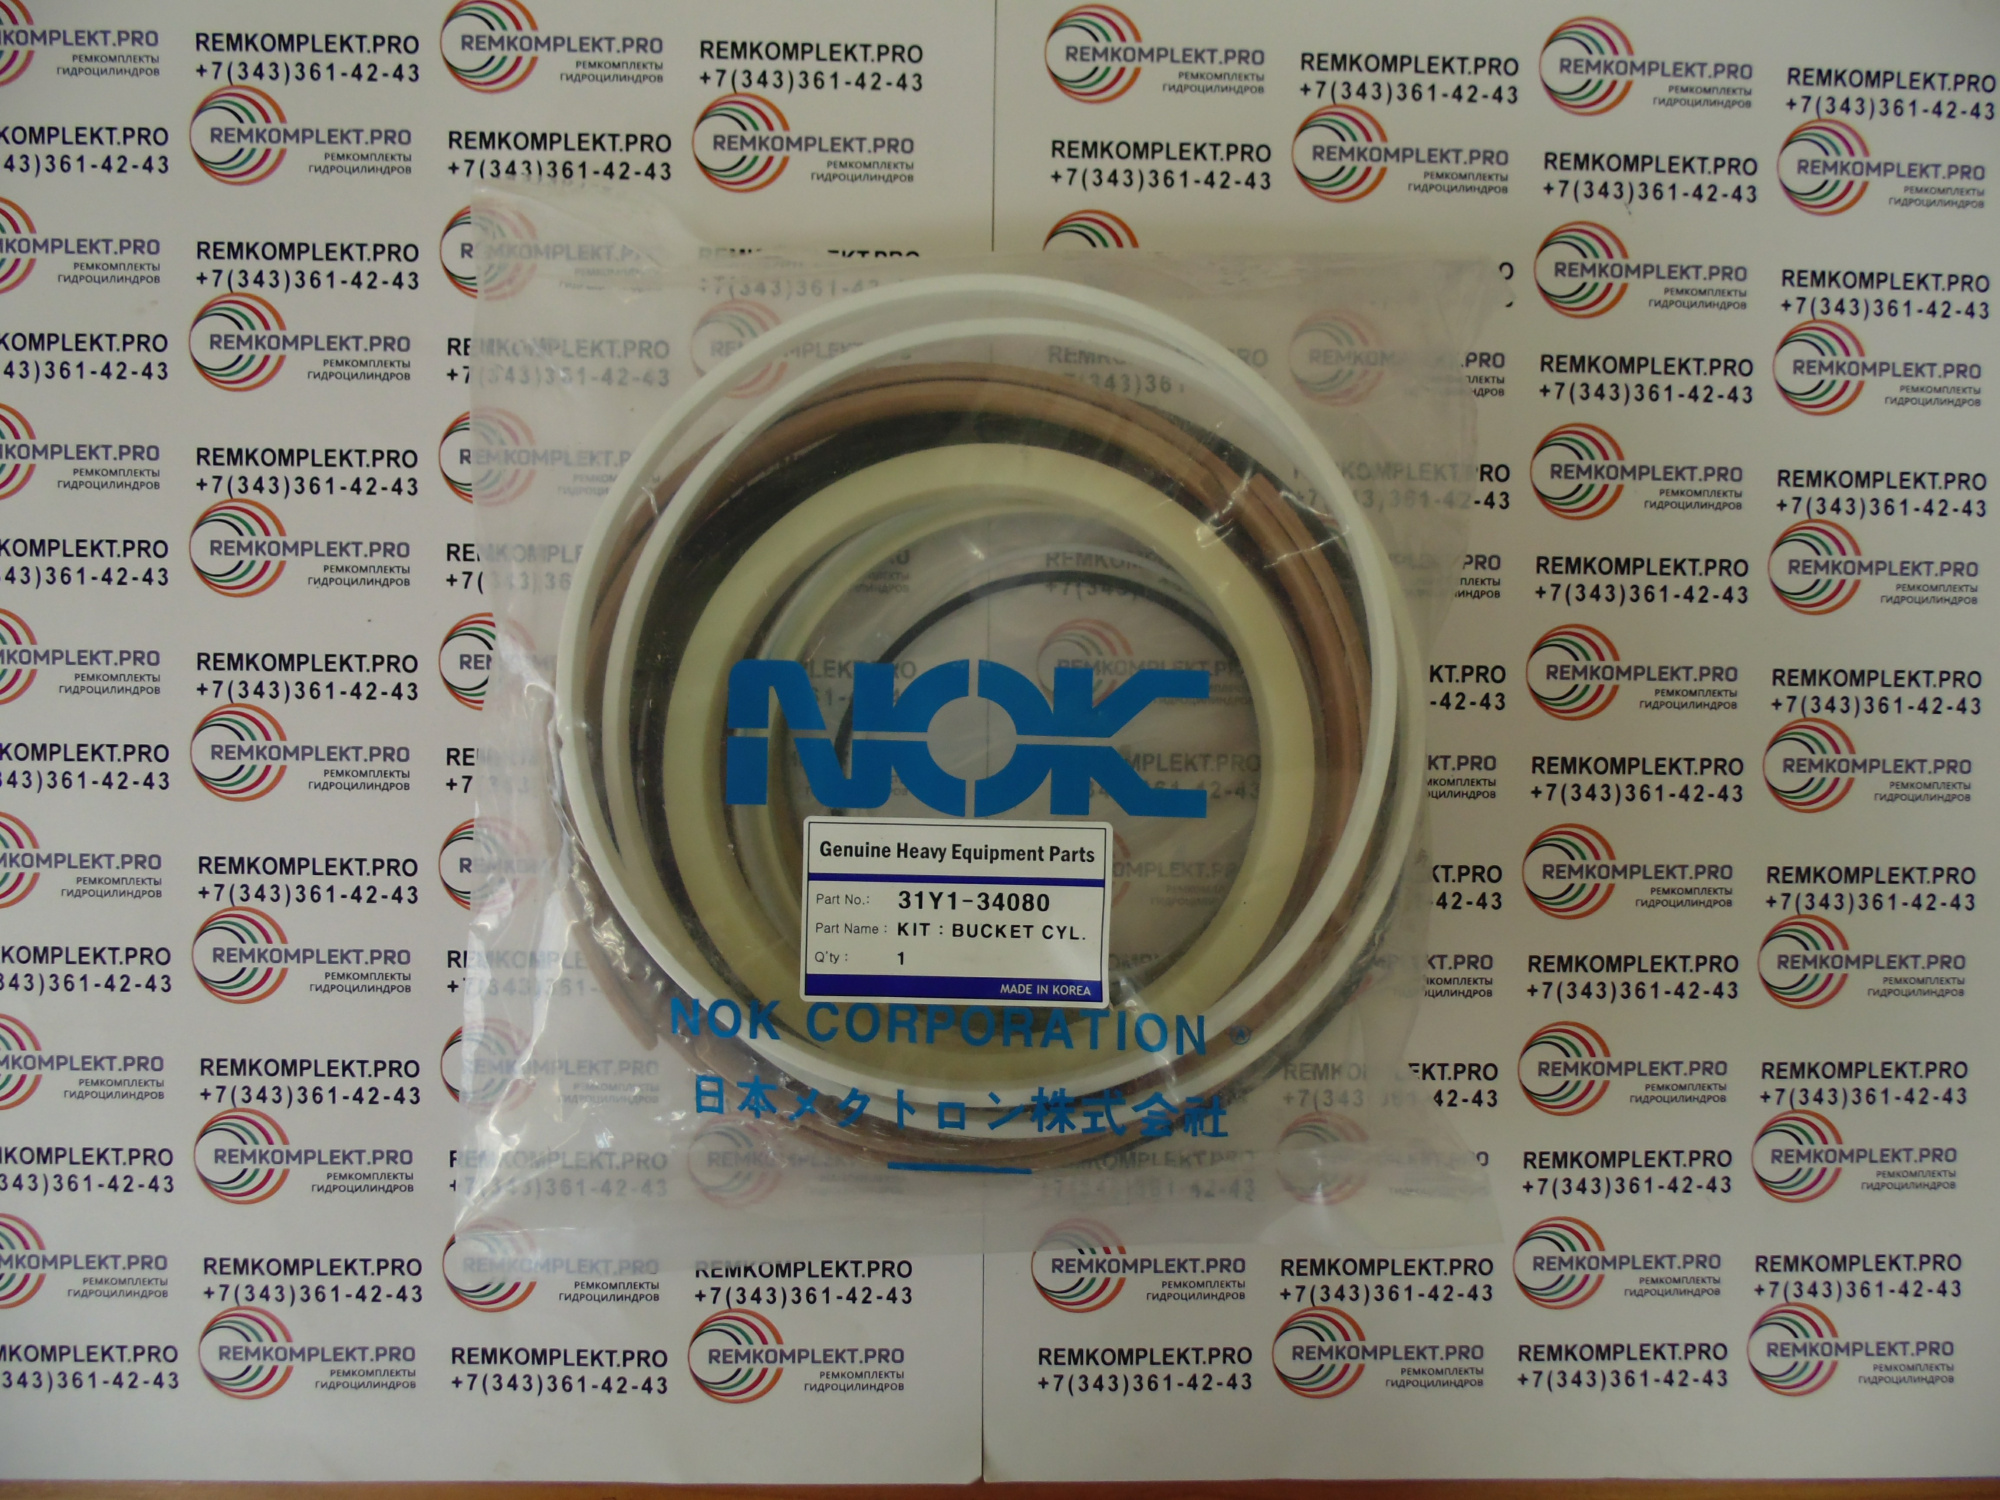 REMKOMPLEKT.PRO
+7(343)361-42-43
REMKOMPLEKT.PRO
РЕМКОМПЛЕКТЫ
ГИДРОЦИЛИНДРОВ
NOK
Genuine Heavy Equipment Parts
Part No.: 31Y1-34080
Part Name : KIT : BUCKET CYL.
Q'ty : 1
MADE IN KOREA
NOK CORPORATION
日本メクトロン株式会社